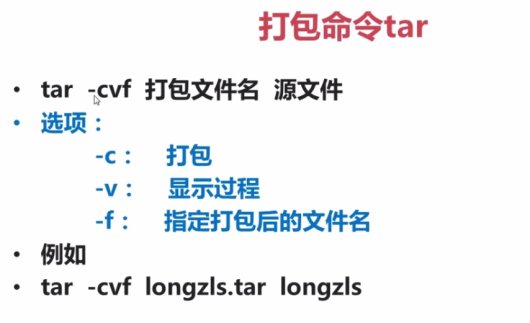 打包命令tar
• tar -cvf 打包文件名 源文件
• 选项：
-c： 打包
-v： 显示过程
-f： 指定打包后的文件名
• 例如
• tar -cvf longzls.tar longzls